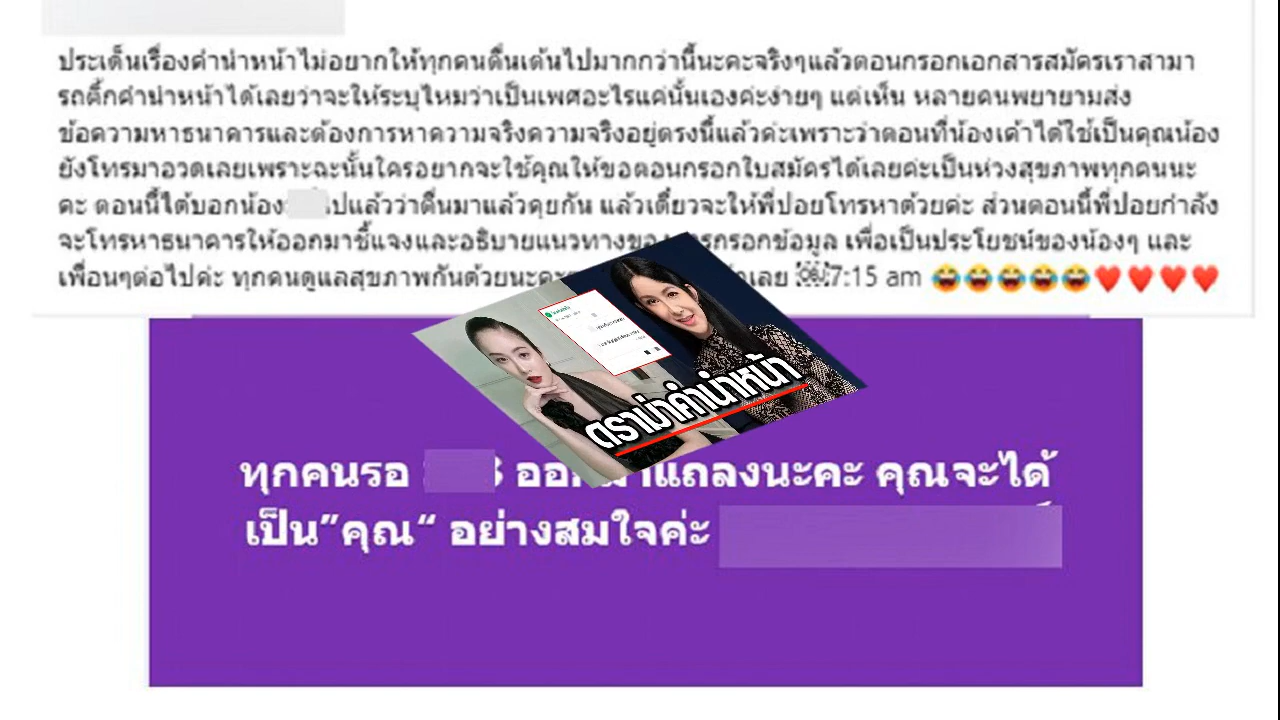 ประเด็นเรื่องคำนำหน้าไม่อยากให้ทุกคนตื่นเต้นไปมากกว่านี้นะคะจริงๆแล้วตอนกรอกเอกสารสมัครเราสามา
รถติ๊กคำนำหน้าได้เลยว่าจะให้ระบุไหมว่าเป็นเพศอะไรแค่นั้นเองค่ะง่ายๆ แต่เห็น หลายคนพยายามส่ง
ข้อความหาธนาคารและต้องการหาความจริงความจริงอยู่ตรงนี้แล้วค่ะเพราะว่าตอนที่น้องเค้าได้ใช้เป็นคุณน้อง
ยังโทรมาอวดเลยเพราะฉะนั้นใครอยากจะใช้คุณให้ขอตอนกรอกใบสมัครได้เลยค่ะเป็นห่วงสุขภาพทุกคนนะ
คะ ตอนนี้ได้บอกน้อง ไปแล้วว่าตื่นมาแล้วคุยกัน แล้วเดี๋ยวจะให้พี่ปอยโทรหาด้วยค่ะ ส่วนตอนนี้พี่ปอยกำลัง
จะโทรหาธนาคารให้ออกมาชี้แจงและอธิบายแนวทางของ กรอกข้อมูล เพื่อเป็นประโยชน์ของน้องๆ และ
เพื่อนๆต่อไปค่ะ ทุกคนดูแลสุขภาพกันด้วยนะคะ เลย 7:15 am 😂😂😂😂😂❤️❤️❤️❤️
ดราม่าคำนำหน้า
ทุกคนรอ ออกมาแถลงนะคะ คุณจะได้
เป็น"คุณ" อย่างสมใจค่ะ